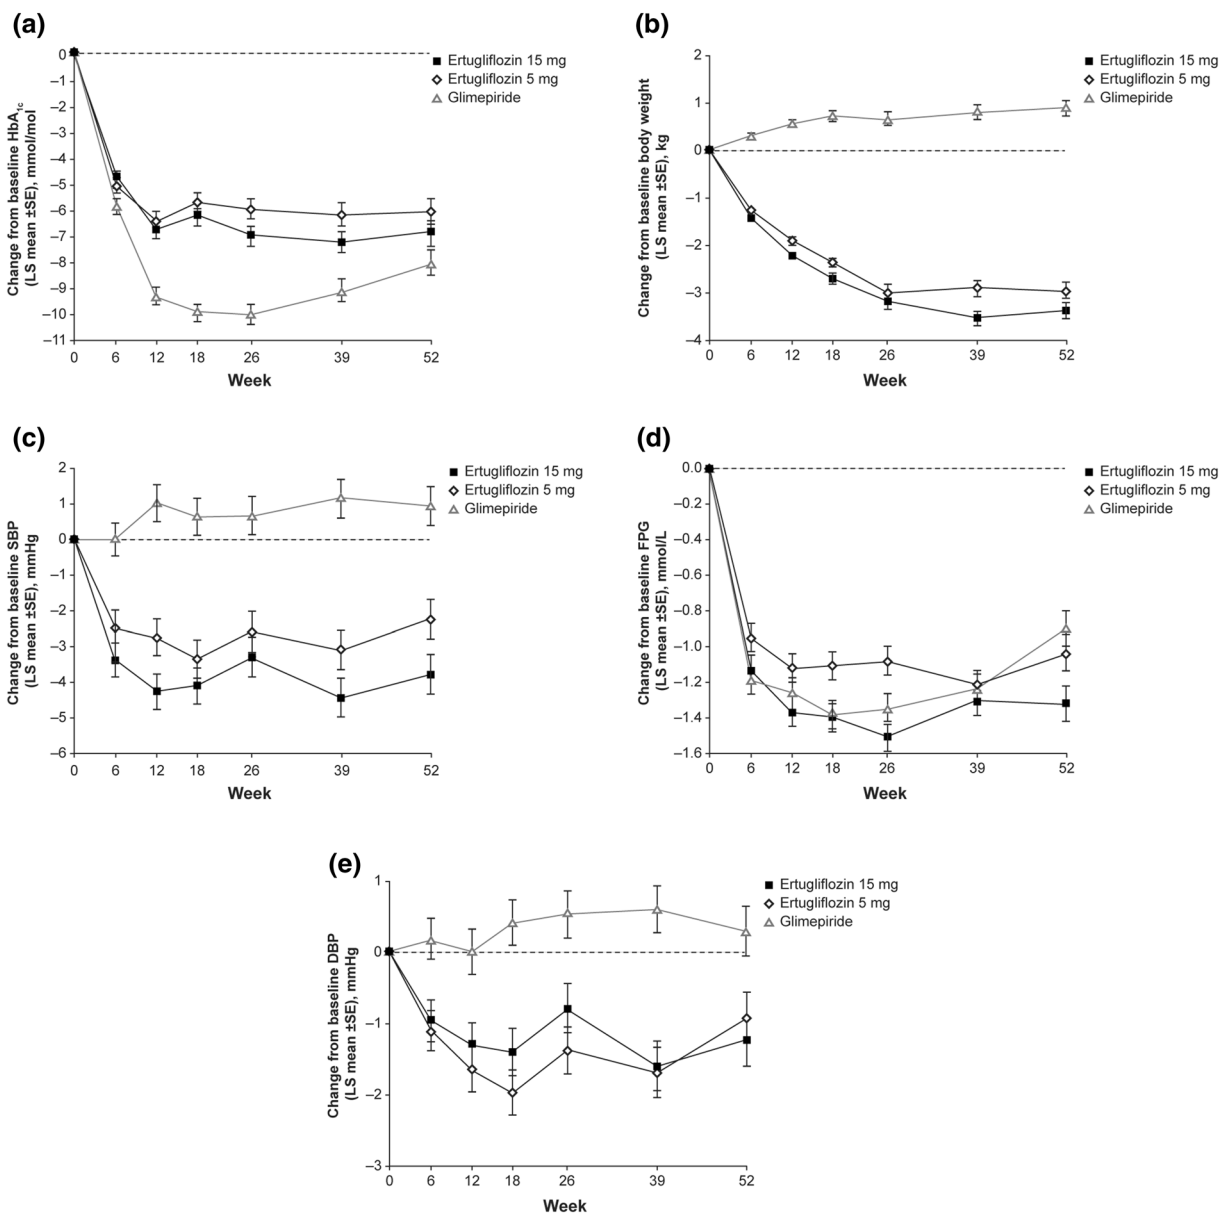 (a)
Change from baseline HbA1c
(LS mean ±SE), mmol/mol
0
–1
–2
–3
–4
–5
–6
–7
–8
–9
–10
–11
0 6 12 18 26 39 52
Week
Ertugliflozin 15 mg
Ertugliflozin 5 mg
Glimepiride
(b)
Change from baseline body weight
(LS mean ±SE), kg
2
1
0
–1
–2
–3
–4
0 6 12 18 26 39 52
Week
Ertugliflozin 15 mg
Ertugliflozin 5 mg
Glimepiride
(c)
Change from baseline SBP
(LS mean ±SE), mmHg
2
1
0
–1
–2
–3
–4
–5
–6
0 6 12 18 26 39 52
Week
Ertugliflozin 15 mg
Ertugliflozin 5 mg
Glimepiride
(d)
Change from baseline FPG
(LS mean ±SE), mmol/L
0.0
–0.2
–0.4
–0.6
–0.8
–1.0
–1.2
–1.4
–1.6
0 6 12 18 26 39 52
Week
Ertugliflozin 15 mg
Ertugliflozin 5 mg
Glimepiride
(e)
Change from baseline DBP
(LS mean ±SE), mmHg
1
0
–1
–2
–3
0 6 12 18 26 39 52
Week
Ertugliflozin 15 mg
Ertugliflozin 5 mg
Glimepiride